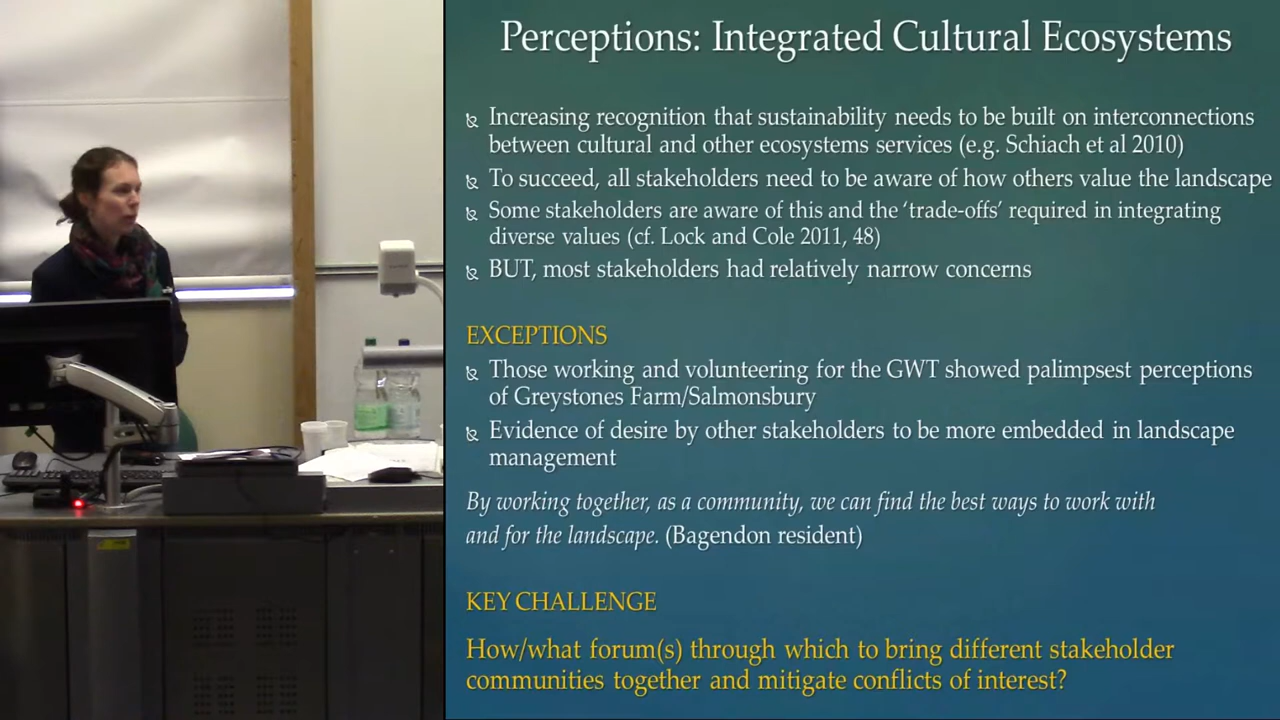 Perceptions: Integrated Cultural Ecosystems
Increasing recognition that sustainability needs to be built on interconnections
between cultural and other ecosystems services (e.g. Schiach et al 2010)
To succeed, all stakeholders need to be aware of how others value the landscape
Some stakeholders are aware of this and the ‘trade-offs’ required in integrating
diverse values (cf. Lock and Cole 2011, 48)
BUT, most stakeholders had relatively narrow concerns
EXCEPTIONS
Those working and volunteering for the GWT showed palimpsest perceptions
of Greystones Farm/Salmonsbury
Evidence of desire by other stakeholders to be more embedded in landscape
management
By working together, as a community, we can find the best ways to work with
and for the landscape. (Bagendon resident)
KEY CHALLENGE
How/what forum(s) through which to bring different stakeholder
communities together and mitigate conflicts of interest?